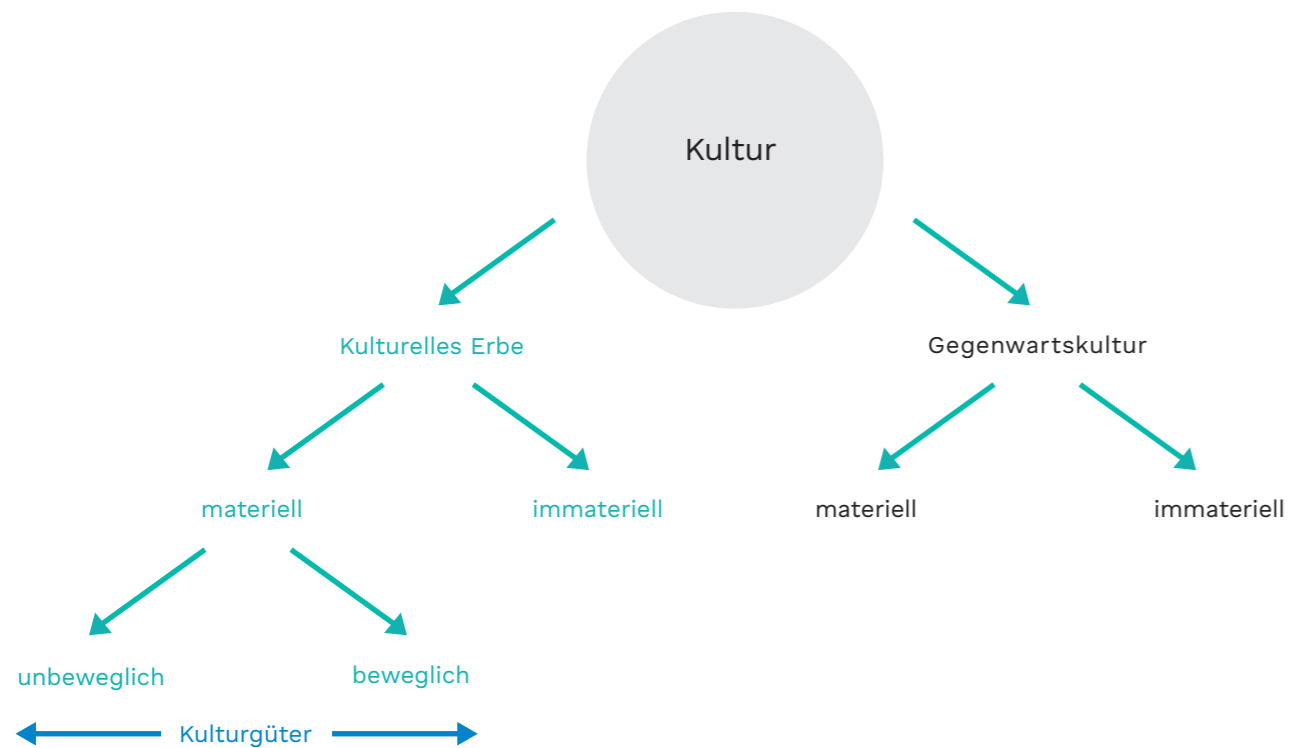 Kultur
Kulturelles Erbe
Gegenwartskultur
materiell
immateriell
materiell
immateriell
unbeweglich
beweglich
Kulturgüter